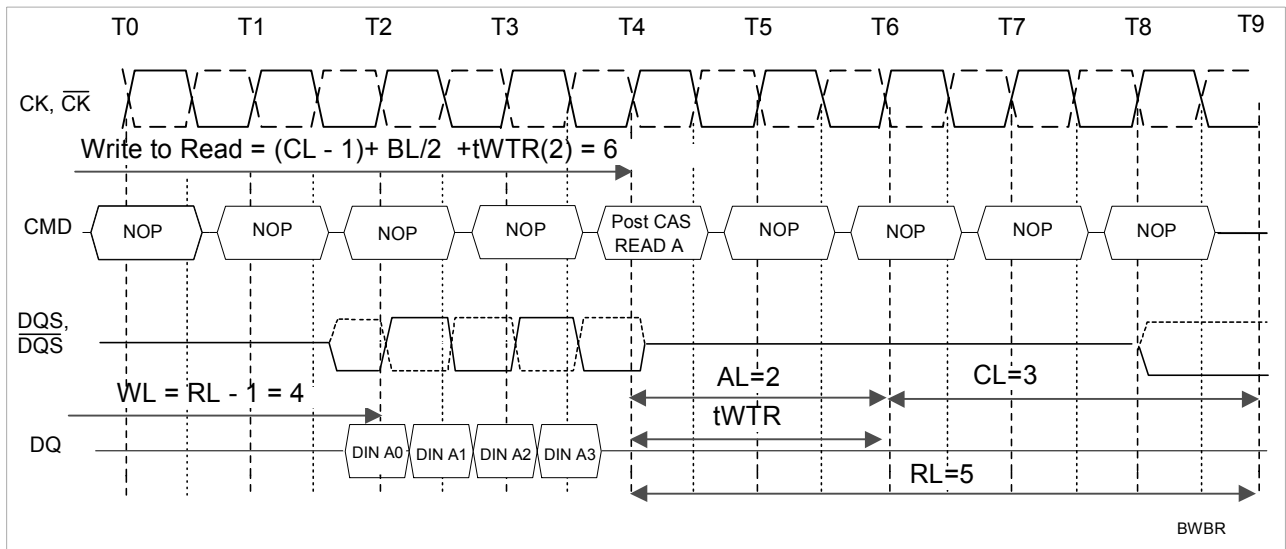 T0 T1 T2 T3 T4 T5 T6 T7 T8 T9
CK, C̅K̅
Write to Read = (CL - 1)+ BL/2 +tWTR(2) = 6
CMD NOP NOP NOP NOP Post CAS READ A NOP NOP NOP NOP
DQS,
D̅Q̅S̅
AL=2 CL=3
WL = RL - 1 = 4
tWTR
DQ DIN A0 DIN A1 DIN A2 DIN A3
RL=5
BWBR